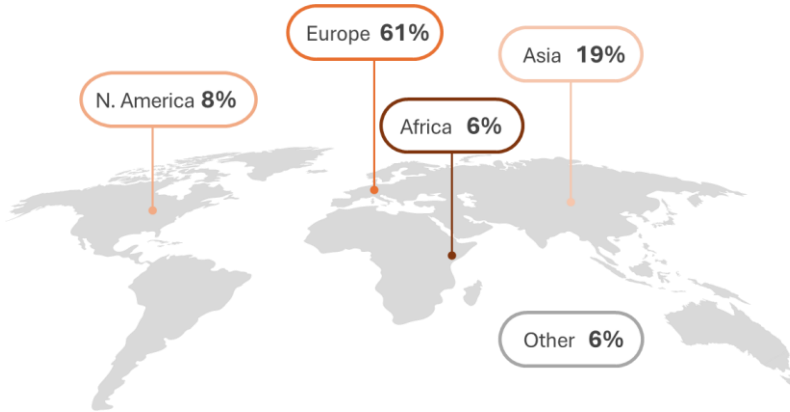 Europe 61%
Asia 19%
N. America 8%
Africa 6%
Other 6%